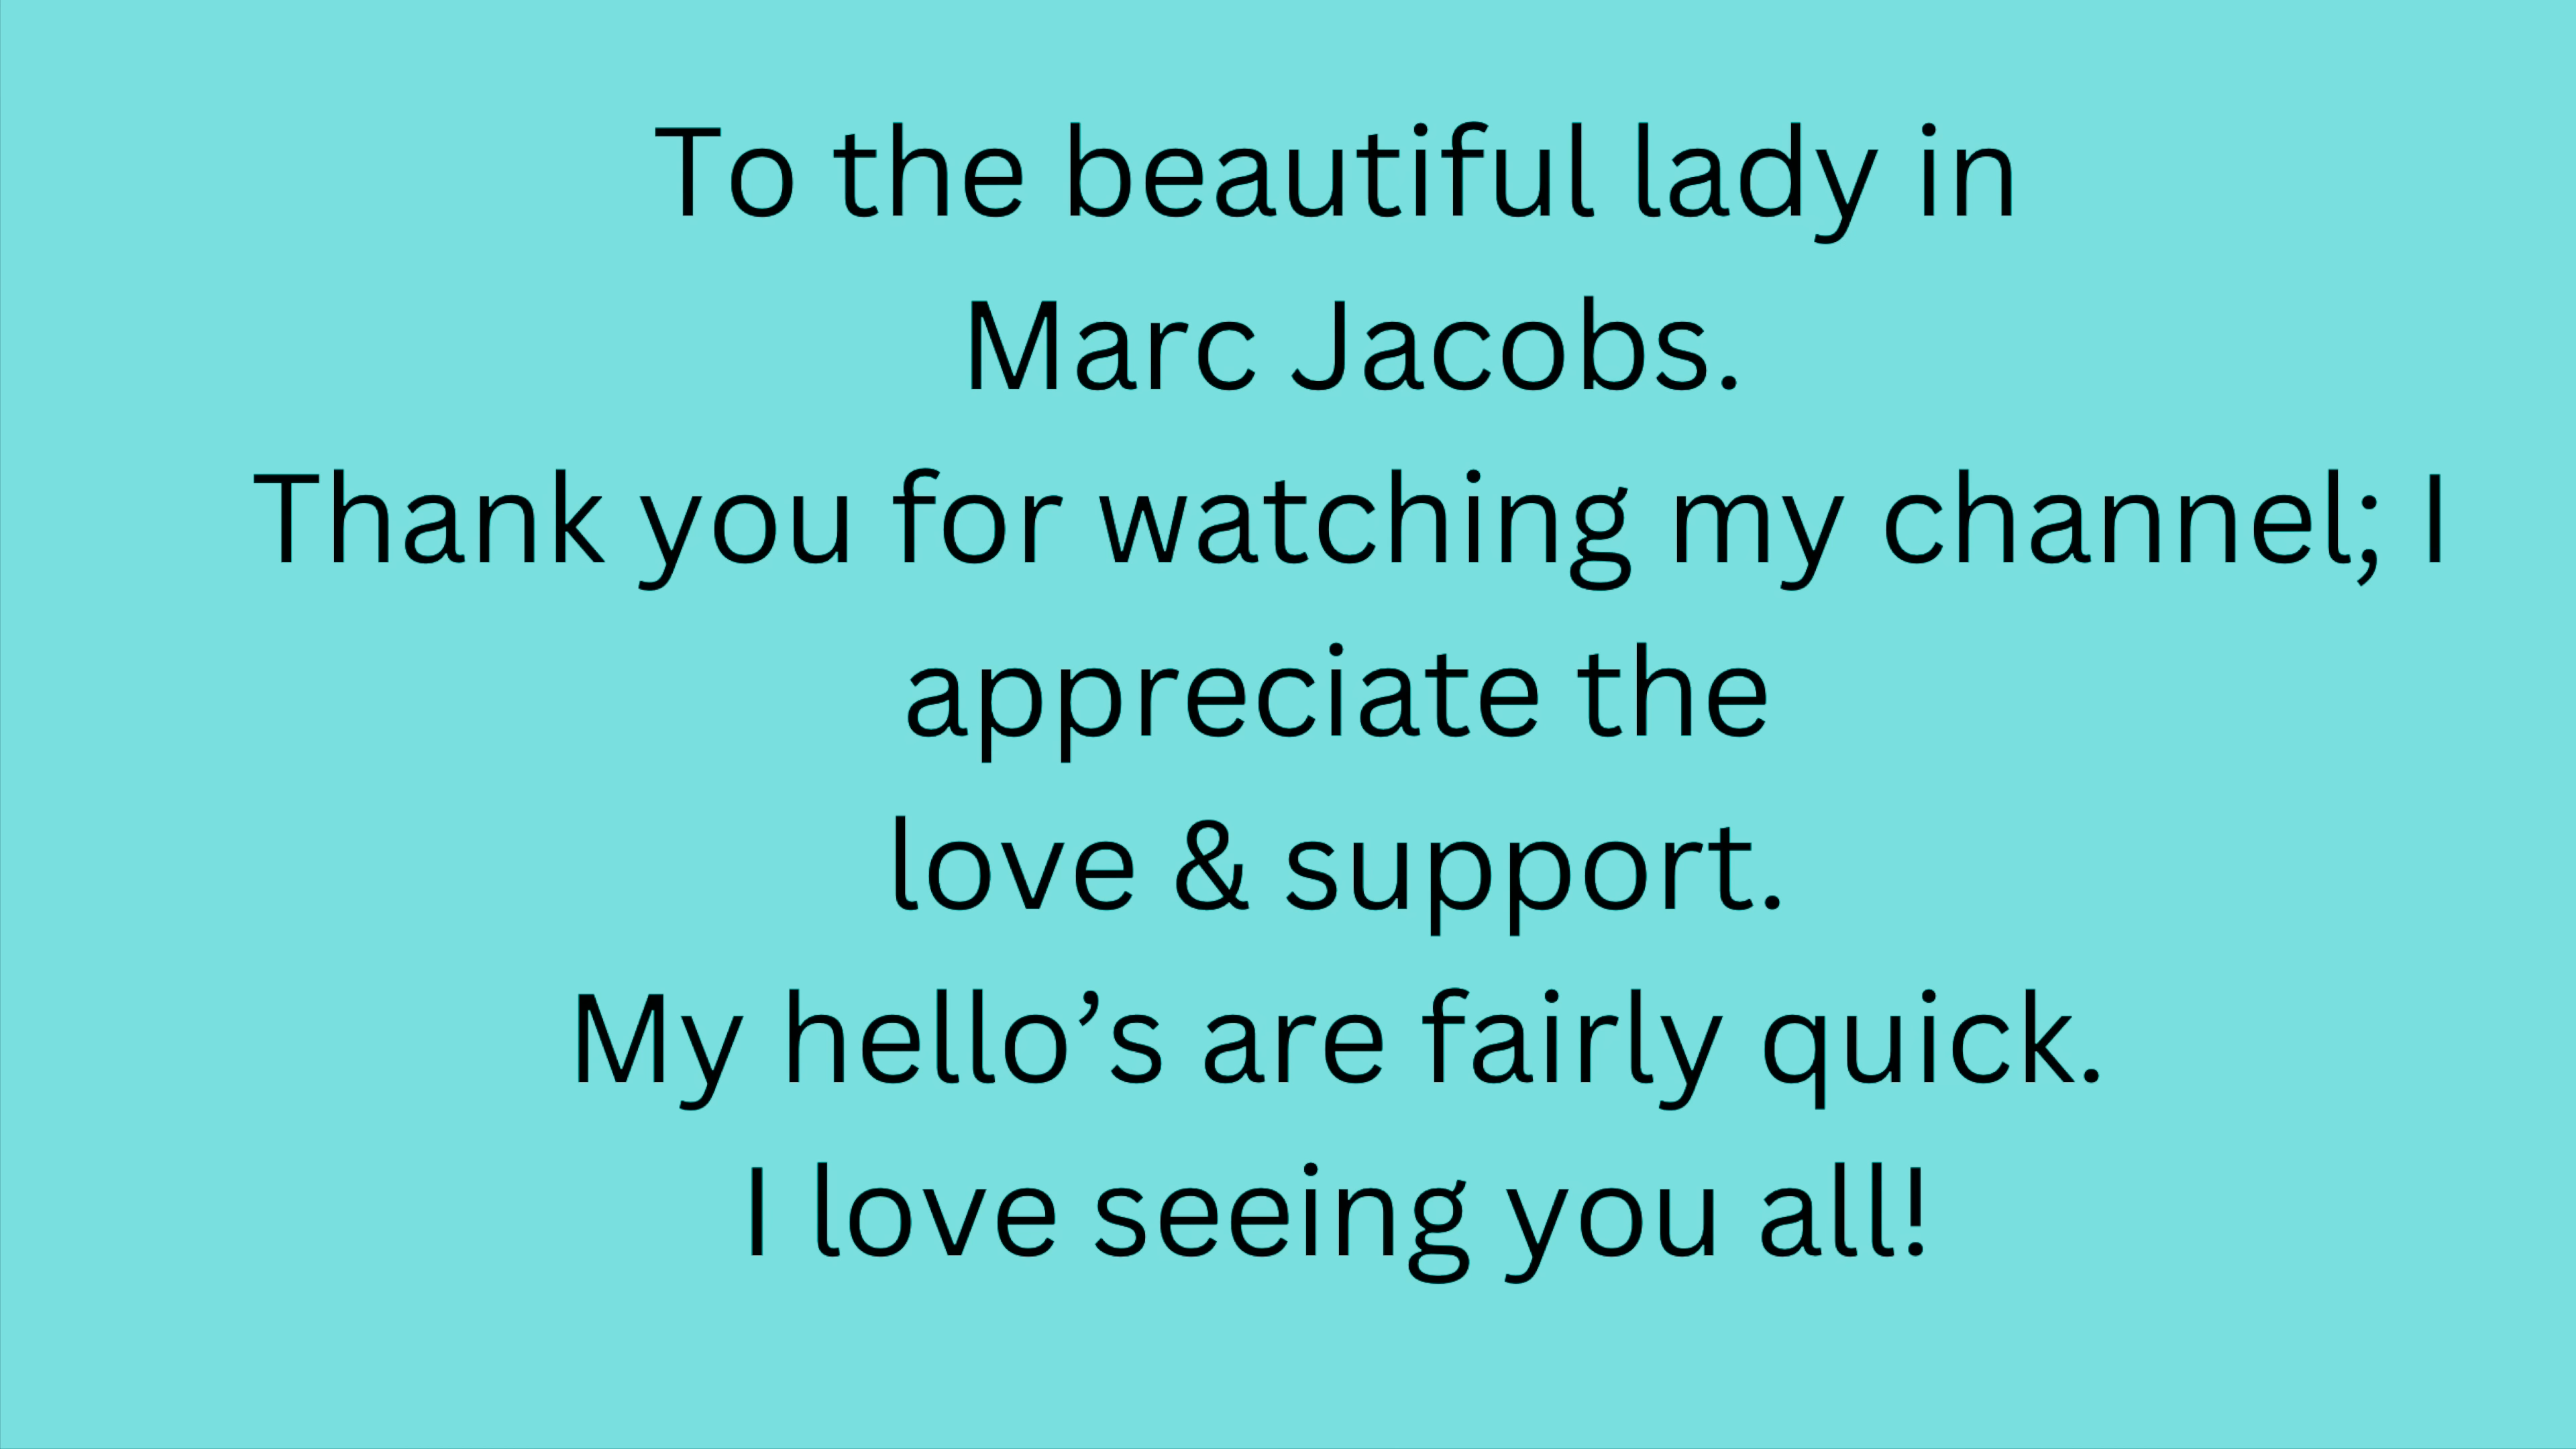 To the beautiful lady in
Marc Jacobs.
Thank you for watching my channel; I
appreciate the
love & support.
My hello’s are fairly quick.
I love seeing you all!